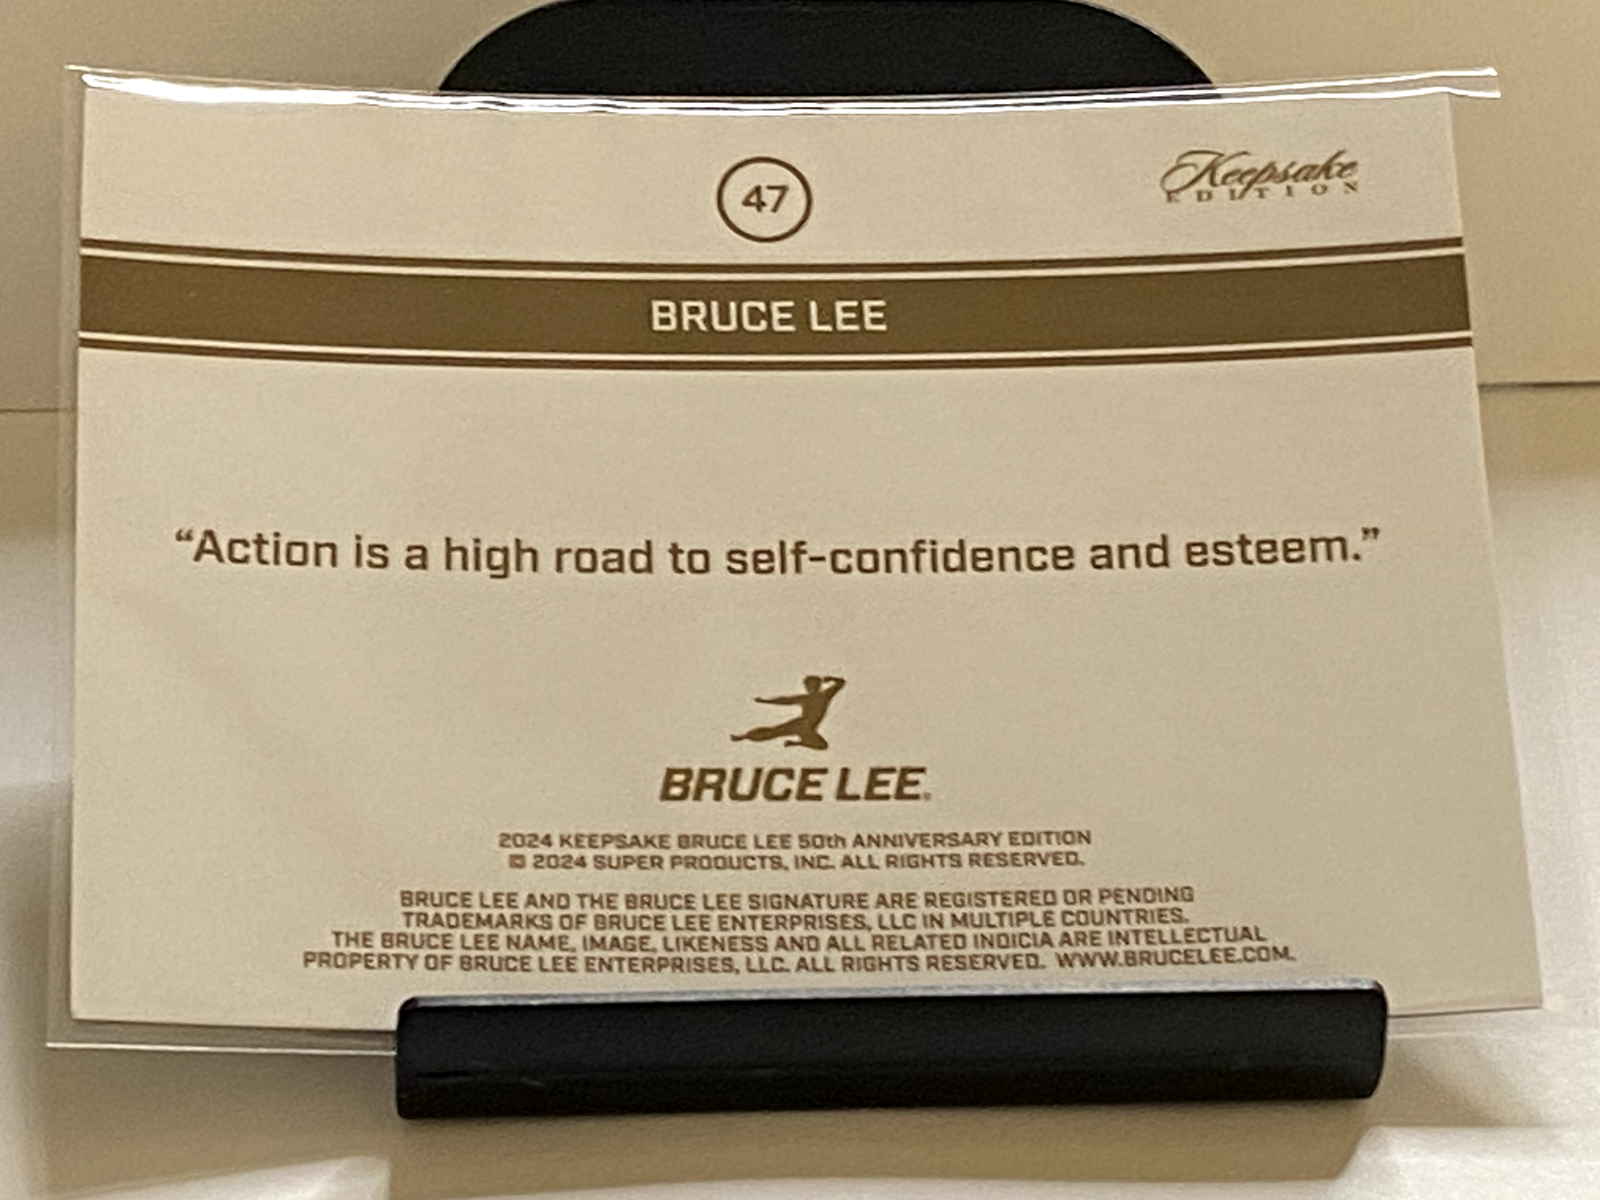 47
Keepsake
EDITION
BRUCE LEE
“Action is a high road to self-confidence and esteem.”
BRUCE LEE®
2024 KEEPSAKE BRUCE LEE 50th ANNIVERSARY EDITION
© 2024 SUPER PRODUCTS, INC. ALL RIGHTS RESERVED.
BRUCE LEE AND THE BRUCE LEE SIGNATURE ARE REGISTERED OR PENDING
TRADEMARKS OF BRUCE LEE ENTERPRISES, LLC IN MULTIPLE COUNTRIES.
THE BRUCE LEE NAME, IMAGE, LIKENESS AND ALL RELATED INDICIA ARE INTELLECTUAL
PROPERTY OF BRUCE LEE ENTERPRISES, LLC. ALL RIGHTS RESERVED. WWW.BRUCELEE.COM.